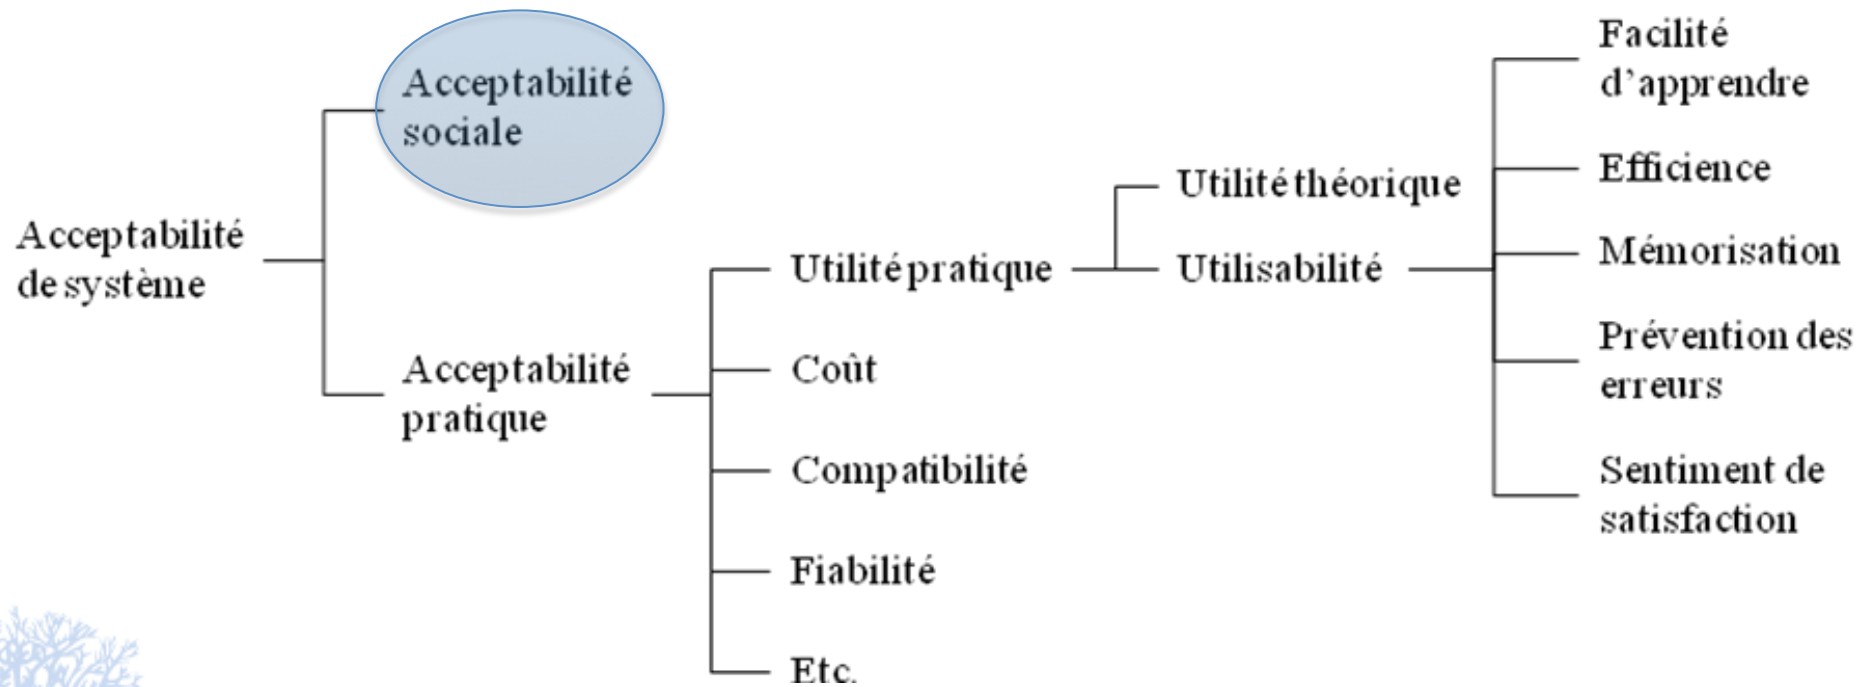 Acceptabilité
de système
Acceptabilité
sociale
Acceptabilité
pratique
Utilité pratique
Coût
Compatibilité
Fiabilité
Etc.
Utilité théorique
Utilisabilité
Facilité
d’apprendre
Efficience
Mémorisation
Prévention des
erreurs
Sentiment de
satisfaction